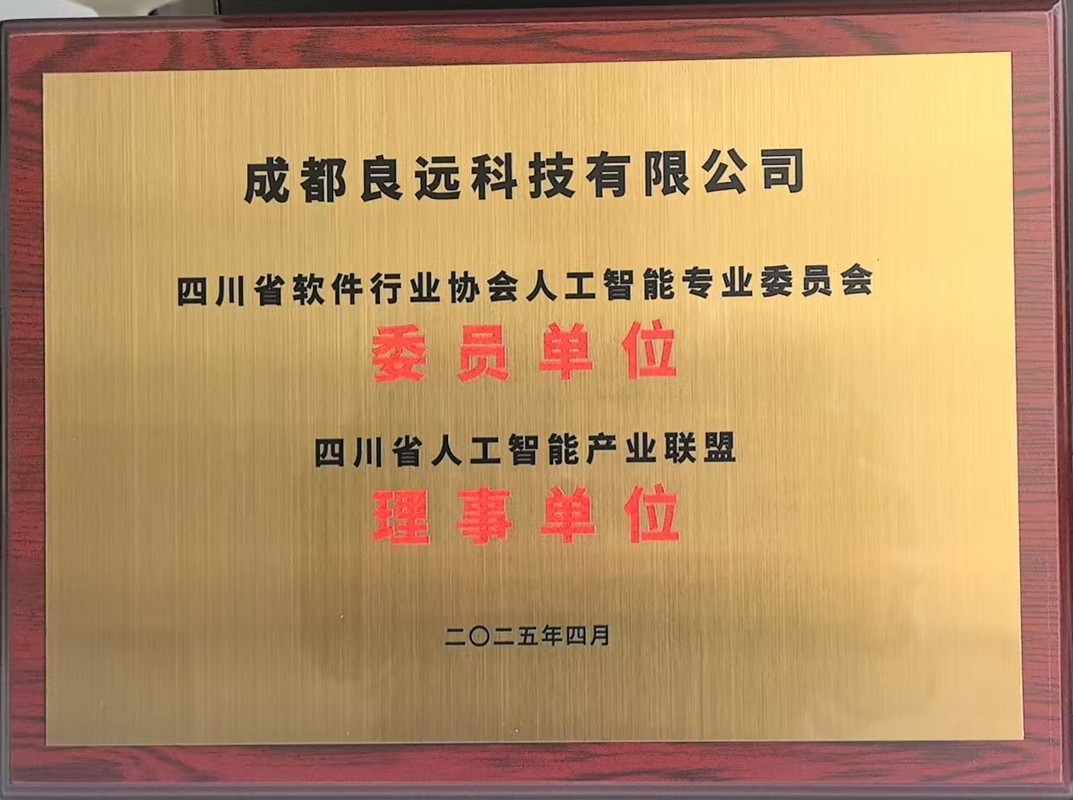 成都良远科技有限公司
四川省软件行业协会人工智能专业委员会
委员单位
四川省人工智能产业联盟
理事单位
二〇二五年四月